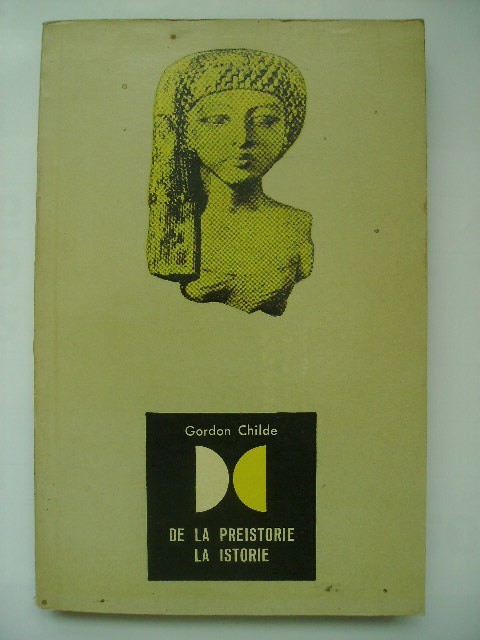 Gordon Childe
DE LA PREISTORIE
LA ISTORIE